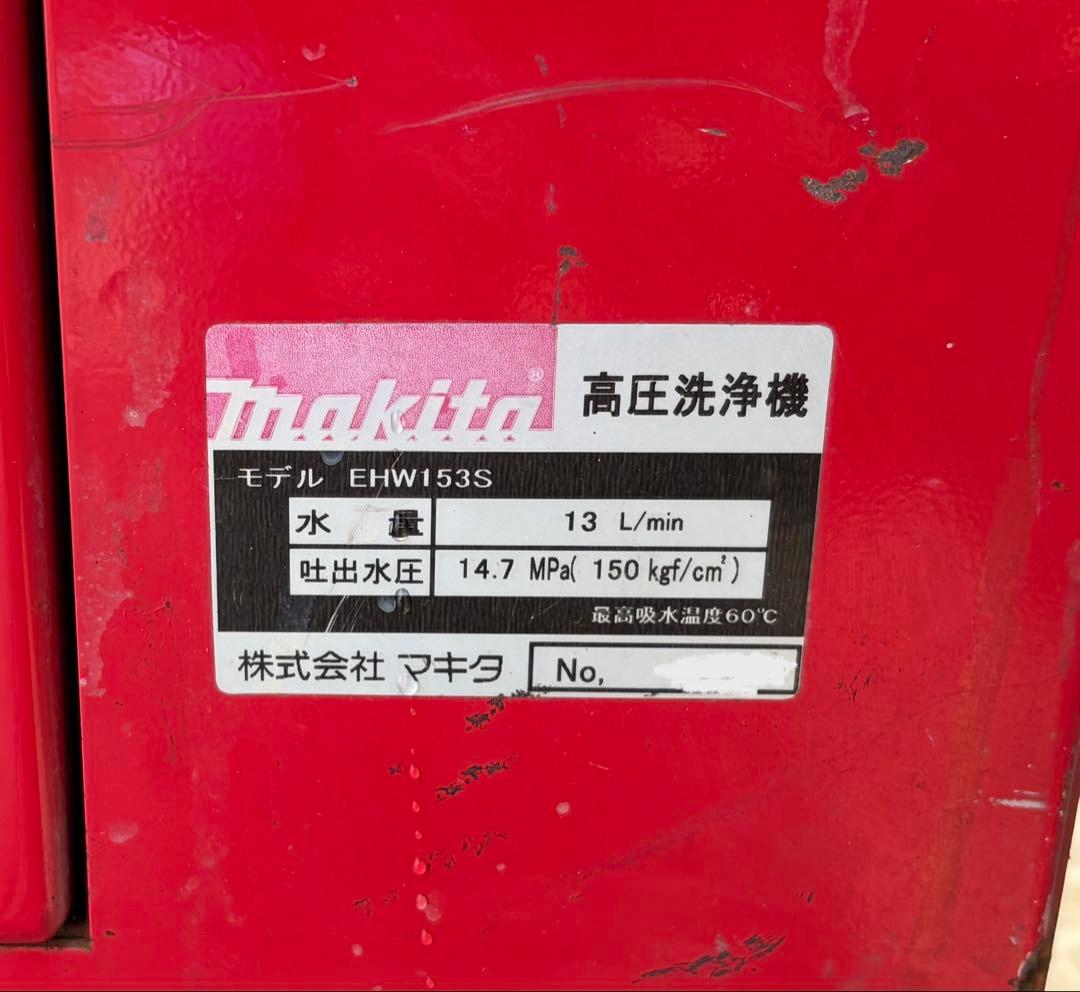 makita®
高圧洗浄機
モデル EHW153S
水 量 13 L/min
吐出水圧 14.7 MPa( 150 kgf/cm²)
最高吸水温度60℃
株式会社 マキタ No,